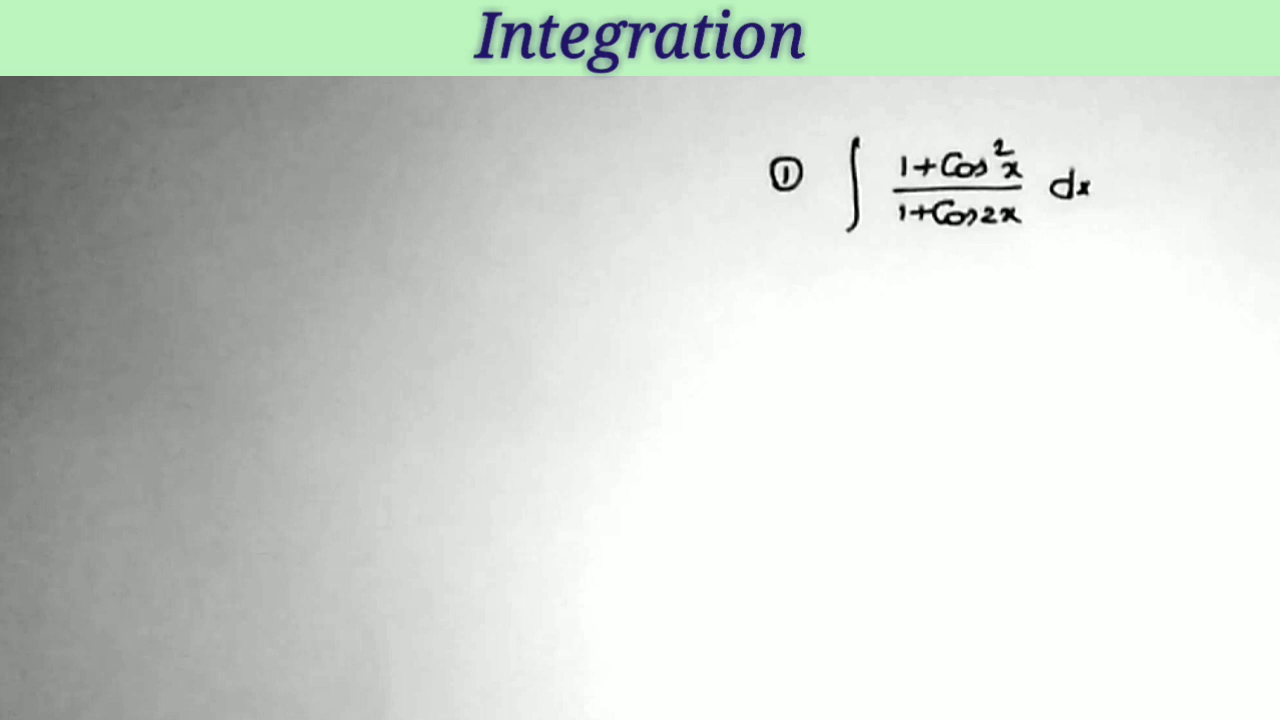 Integration
① ∫ 1+Cos²x / 1+Cos2x dx